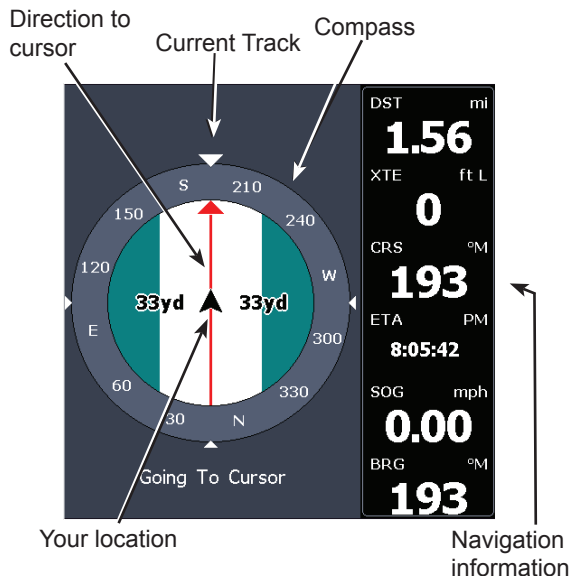 Direction to
cursor
Current Track
Compass
S
210
150
240
120
W
33yd
33yd
E
300
60
330
30
N
Going To Cursor
DST mi
1.56
XTE ft L
0
CRS °M
193
ETA PM
8:05:42
SOG mph
0.00
BRG °M
193
Your location
Navigation
information